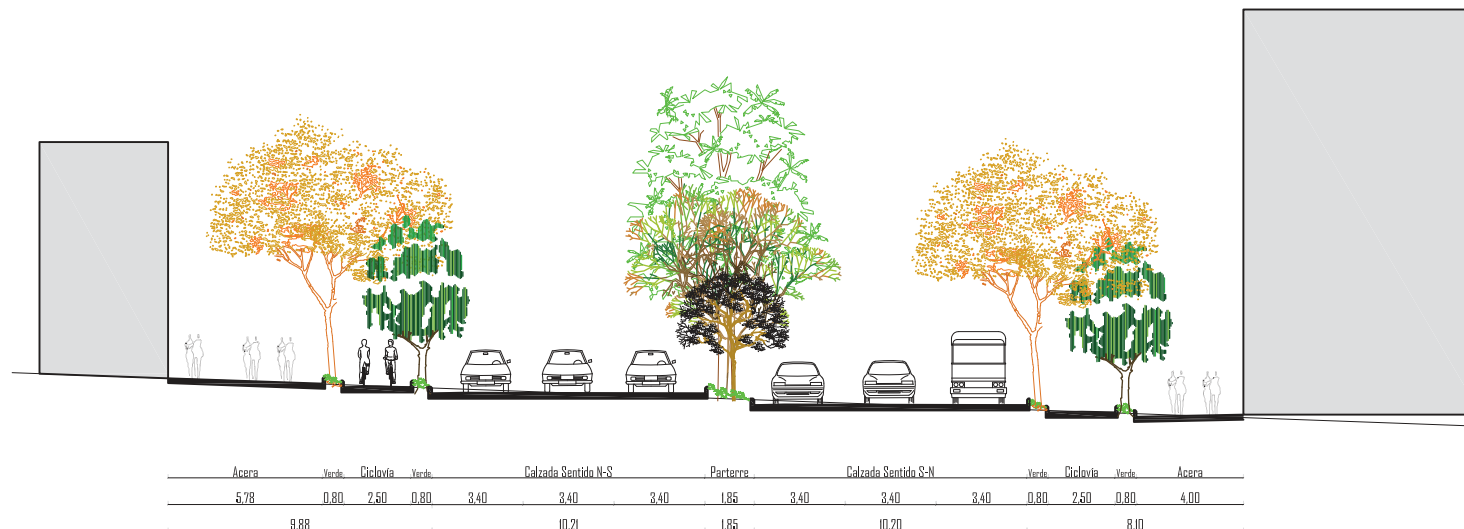 Acera Verde Ciclovía Verde Calzada Sentido N-S Parterre Calzada Sentido S-N Verde Ciclovía Verde Acera
5,78 0,80 2,50 0,80 3,40 3,40 3,40 1,85 3,40 3,40 3,40 0,80 2,50 0,80 4,00
9,88 10,21 1,85 10,20 8,10